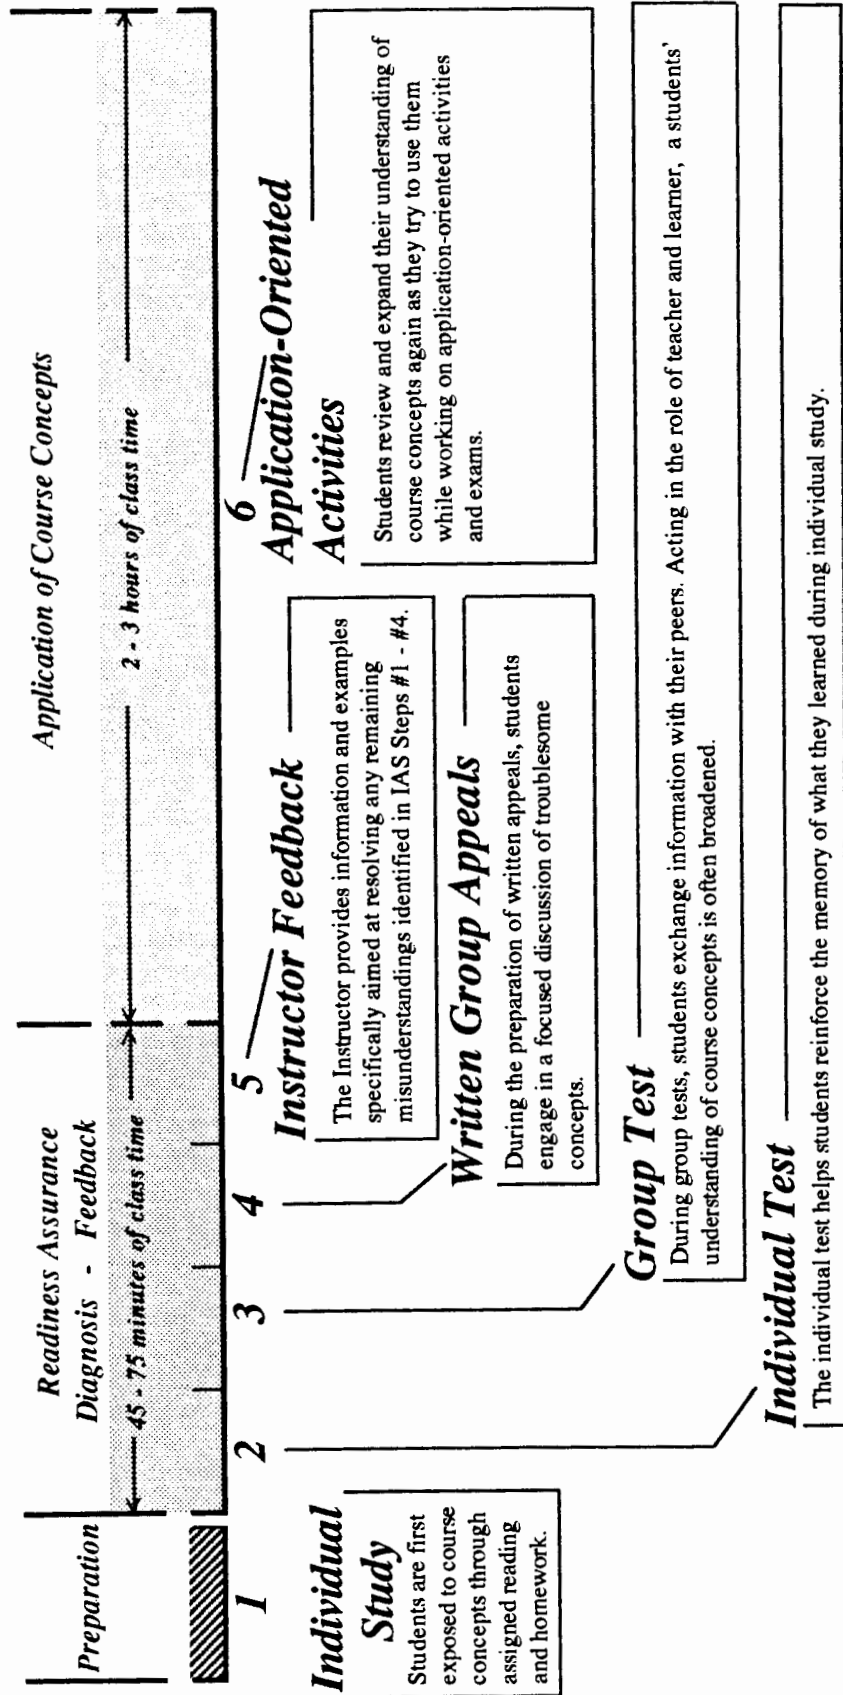 Preparation
Readiness Assurance
Diagnosis - Feedback
Application of Course Concepts
45 - 75 minutes of class time
2 - 3 hours of class time
1
Individual
Study
Students are first
exposed to course
concepts through
assigned reading
and homework.
2
Individual Test
The individual test helps students reinforce the memory of what they learned during individual study.
3
Group Test
During group tests, students exchange information with their peers. Acting in the role of teacher and learner, a students'
understanding of course concepts is often broadened.
4
Written Group Appeals
During the preparation of written appeals, students
engage in a focused discussion of troublesome
concepts.
5
Instructor Feedback
The Instructor provides information and examples
specifically aimed at resolving any remaining
misunderstandings identified in IAS Steps #1 - #4.
6
Application-Oriented
Activities
Students review and expand their understanding of
course concepts again as they try to use them
while working on application-oriented activities
and exams.